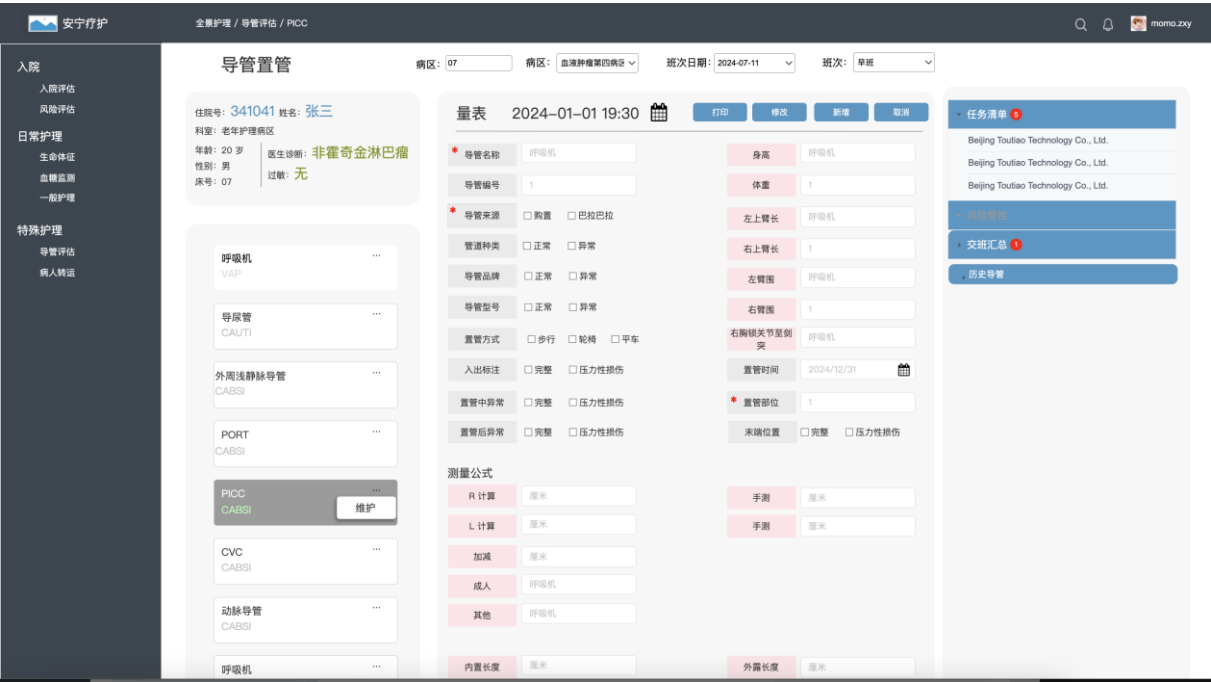 安宁疗护
全景护理 / 导管评估 / PICC
momo.zxy
入院
入院评估
风险评估
日常护理
生命体征
血糖监测
一般护理
特殊护理
导管评估
病人转运
导管置管
病区: 07
病区: 血液肿瘤第四病区
班次日期: 2024-07-11
班次: 早班
住院号: 341041 姓名: 张三
科室: 老年护理病区
年龄: 20 岁
性别: 男
床号: 07
医生诊断: 非霍奇金淋巴瘤
过敏: 无
呼吸机 ...
VAP
导尿管 ...
CAUTI
外周浅静脉导管 ...
CABSI
PORT ...
CABSI
PICC ...
CABSI
维护
CVC ...
CABSI
动脉导管 ...
CABSI
呼吸机 ...
量表 2024-01-01 19:30
打印 修改 新增 取消
* 导管名称 呼吸机 身高 呼吸机
导管编号 1 体重 1
* 导管来源 购置 巴拉巴拉 左上臂长 呼吸机
管道种类 正常 异常 右上臂长 1
导管品牌 正常 异常 左臂围 呼吸机
导管型号 正常 异常 右臂围 1
置管方式 步行 轮椅 平车 右胸锁关节至剑突 呼吸机
入出标注 完整 压力性损伤 置管时间 2024/12/31
置管中异常 完整 压力性损伤 * 置管部位 1
置管后异常 完整 压力性损伤 末端位置 完整 压力性损伤
测量公式
R 计算 厘米 手测 厘米
L 计算 厘米 手测 厘米
加减 厘米
成人 呼吸机
其他 呼吸机
内置长度 厘米 外露长度 厘米
任务清单 5
Beijing Toutiao Technology Co., Ltd.
Beijing Toutiao Technology Co., Ltd.
Beijing Toutiao Technology Co., Ltd.
风险管控
交班汇总 1
历史导管